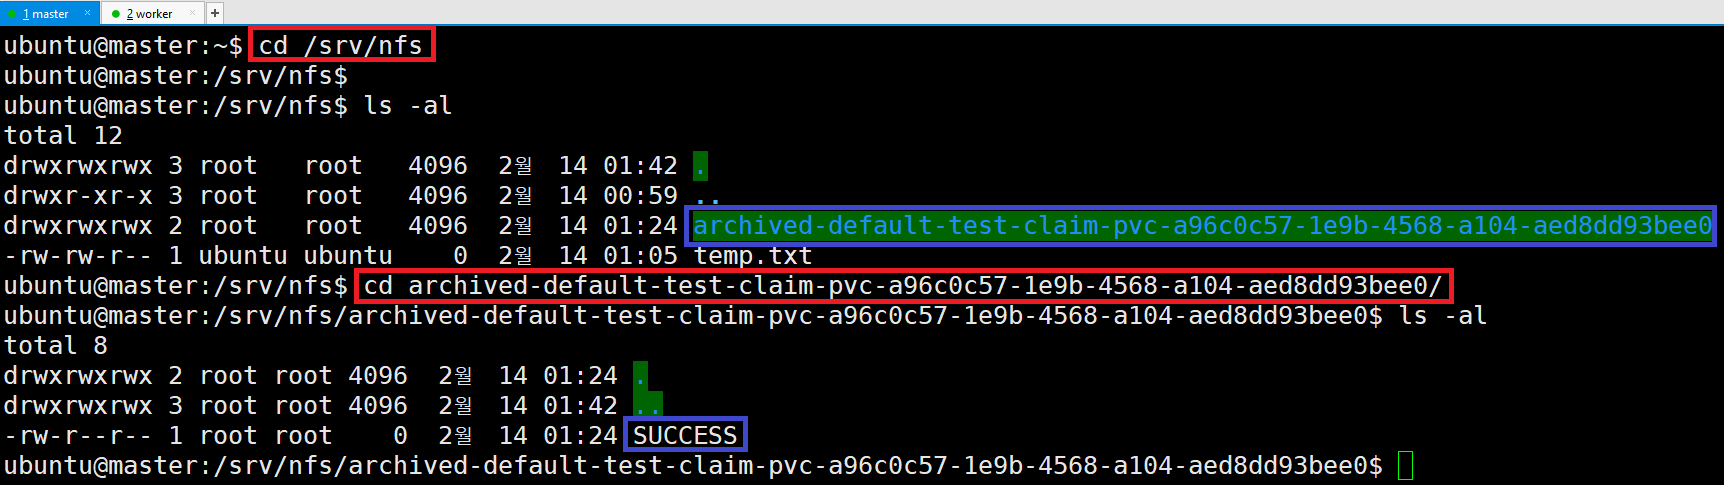 1 master × 2 worker × +
ubuntu@master:~$ cd /srv/nfs
ubuntu@master:/srv/nfs$
ubuntu@master:/srv/nfs$ ls -al
total 12
drwxrwxrwx 3 root   root   4096  2월  14 01:42 .
drwxr-xr-x 3 root   root   4096  2월  14 00:59 ..
drwxrwxrwx 2 root   root   4096  2월  14 01:24 archived-default-test-claim-pvc-a96c0c57-1e9b-4568-a104-aed8dd93bee0
-rw-rw-r-- 1 ubuntu ubuntu    0  2월  14 01:05 temp.txt
ubuntu@master:/srv/nfs$ cd archived-default-test-claim-pvc-a96c0c57-1e9b-4568-a104-aed8dd93bee0/
ubuntu@master:/srv/nfs/archived-default-test-claim-pvc-a96c0c57-1e9b-4568-a104-aed8dd93bee0$ ls -al
total 8
drwxrwxrwx 2 root root 4096  2월  14 01:24 .
drwxrwxrwx 3 root root 4096  2월  14 01:42 ..
-rw-r--r-- 1 root root    0  2월  14 01:24 SUCCESS
ubuntu@master:/srv/nfs/archived-default-test-claim-pvc-a96c0c57-1e9b-4568-a104-aed8dd93bee0$